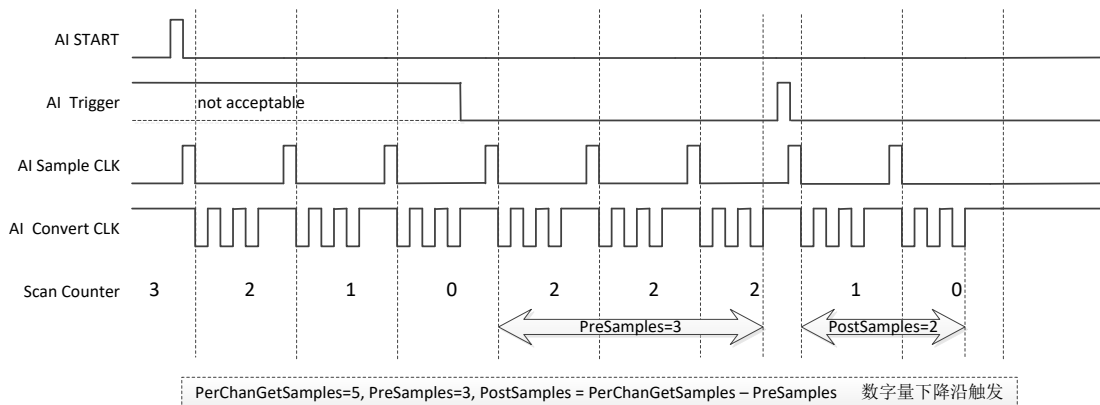 AI START
AI Trigger
not acceptable
AI Sample CLK
AI Convert CLK
Scan Counter 3 2 1 0 2 2 2 1 0
PreSamples=3 PostSamples=2
PerChanGetSamples=5, PreSamples=3, PostSamples = PerChanGetSamples – PreSamples 数字量下降沿触发